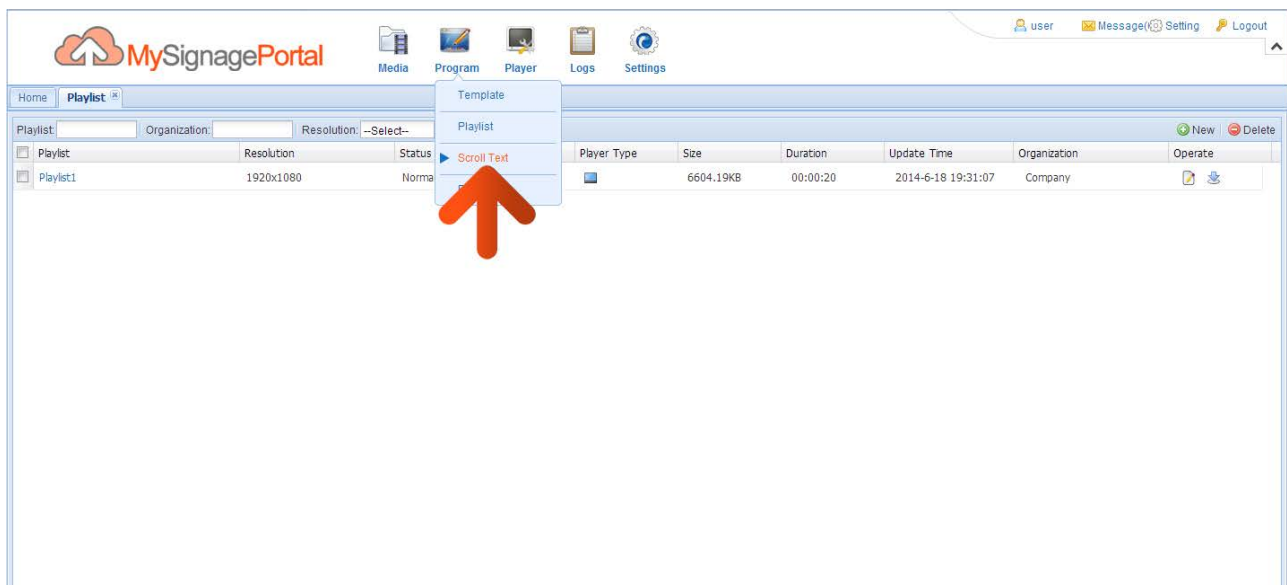 user Message( Setting Logout
MySignagePortal
Media Program Player Logs Settings
Home Playlist
Template
Playlist: Organization: Resolution: --Select-- Playlist New Delete
Playlist Resolution Status Scroll Text Player Type Size Duration Update Time Organization Operate
Playlist1 1920x1080 Norma 6604.19KB 00:00:20 2014-6-18 19:31:07 Company